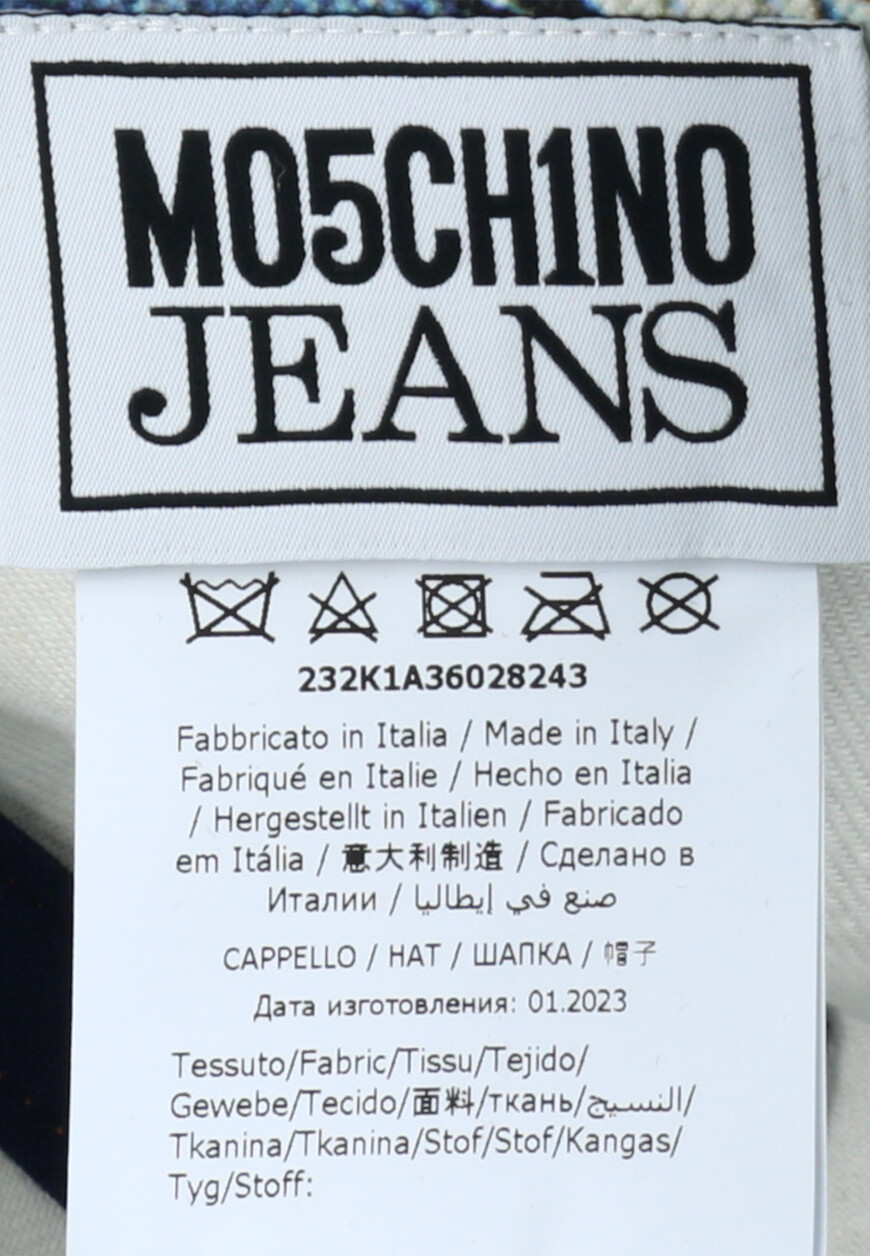 MO5CH1NO
JEANS
232K1A36028243
Fabbricato in Italia / Made in Italy /
Fabriqué en Italie / Hecho en Italia
/ Hergestellt in Italien / Fabricado
em Itália / 意大利制造 / Сделано в
Италии / صنع في إيطاليا
CAPPELLO / HAT / ШАПКА / 帽子
Дата изготовления: 01.2023
Tessuto/Fabric/Tissu/Tejido/
Gewebe/Tecido/面料/ткань/النسيج/
Tkanina/Tkanina/Stof/Stof/Kangas/
Tyg/Stoff: